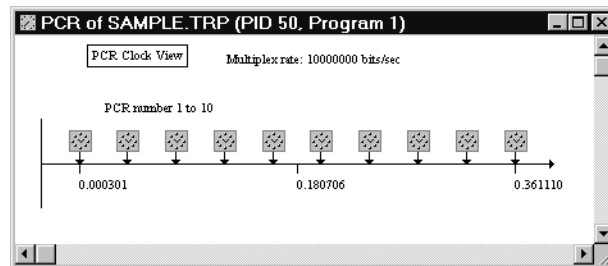 PCR of SAMPLE.TRP (PID 50, Program 1)
PCR Clock View
Multiplex rate: 10000000 bits/sec
PCR number 1 to 10
0.000301 0.180706 0.361110